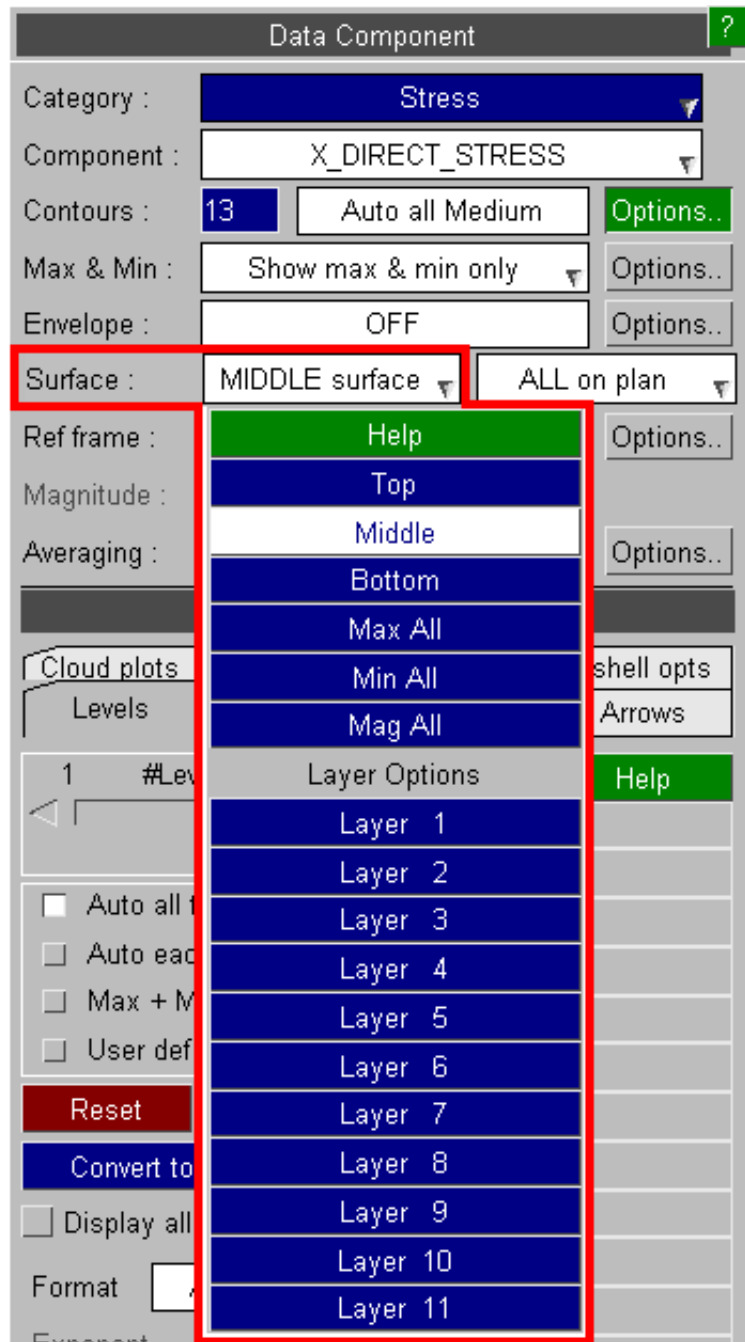 Data Component ?
Category : Stress
Component : X_DIRECT_STRESS
Contours : 13 Auto all Medium Options..
Max & Min : Show max & min only Options..
Envelope : OFF Options..
Surface : MIDDLE surface ALL on plan
Ref frame : Help Options..
Magnitude : Top
Middle
Averaging : Options..
Bottom
Max All
Cloud plots Min All shell opts
Levels Mag All Arrows
1 #Lev Layer Options Help
Layer 1
Layer 2
Auto all Layer 3
Auto eac Layer 4
Max + M Layer 5
User def Layer 6
Reset Layer 7
Convert to Layer 8
Display all Layer 9
Format Layer 10
Layer 11